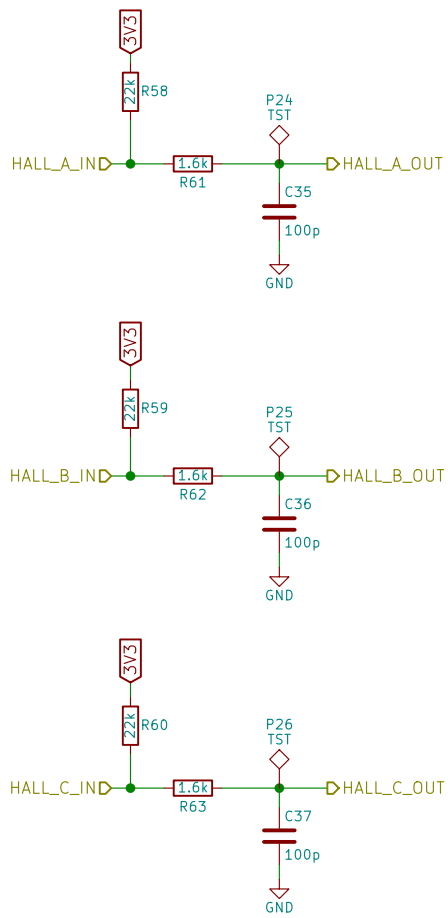 3V3
22k
R58
P24
TST
HALL_A_IN
1.6k
HALL_A_OUT
R61
C35
100p
GND
3V3
22k
R59
P25
TST
HALL_B_IN
1.6k
HALL_B_OUT
R62
C36
100p
GND
3V3
22k
R60
P26
TST
HALL_C_IN
1.6k
HALL_C_OUT
R63
C37
100p
GND